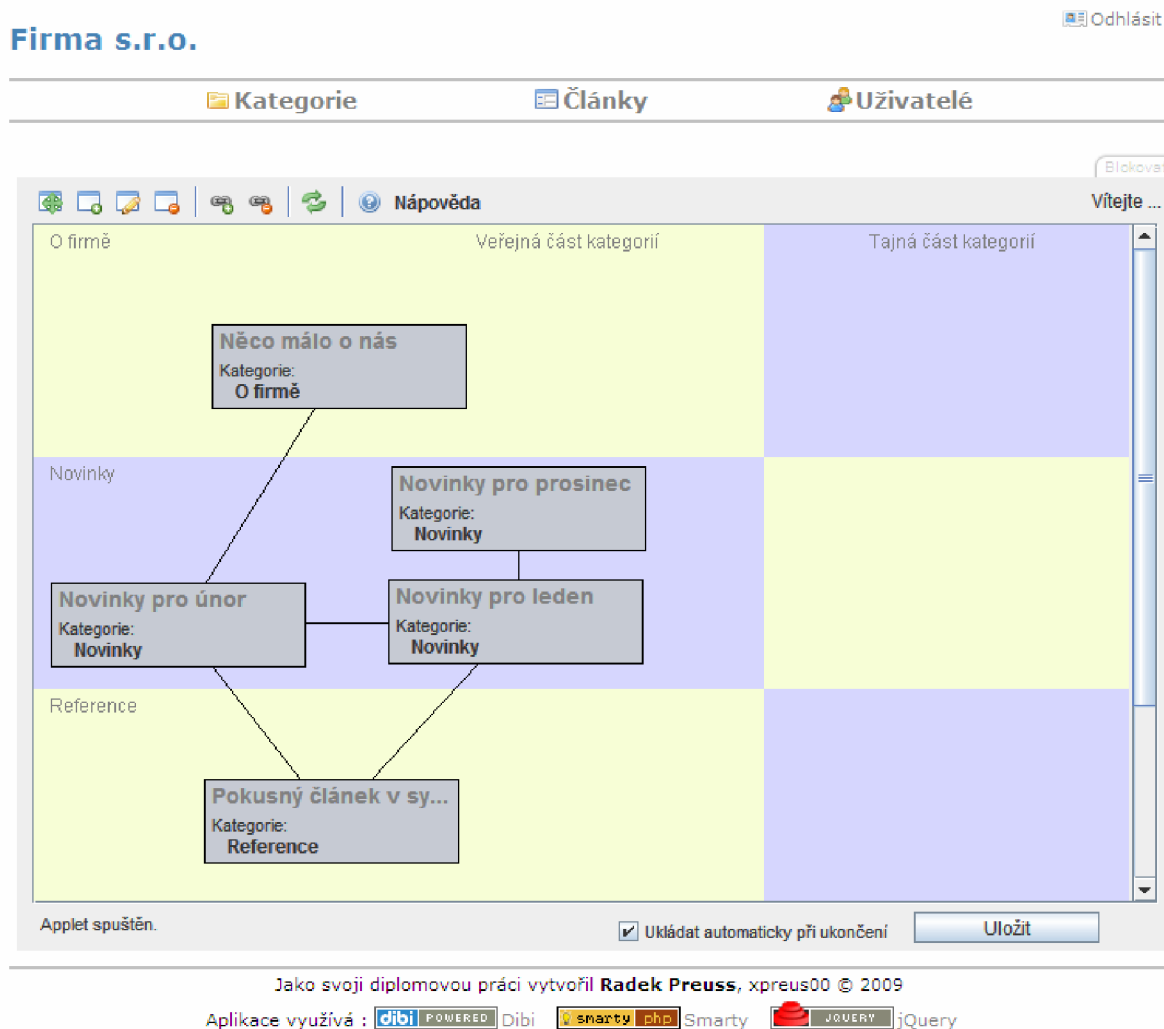 Odhlásit
Firma s.r.o.
Kategorie Články Uživatelé
Blokovat
Nápověda Vítejte ...
O firmě Veřejná část kategorií Tajná část kategorií
Něco málo o nás
Kategorie:
O firmě
Novinky
Novinky pro prosinec
Kategorie:
Novinky
Novinky pro únor
Kategorie:
Novinky
Novinky pro leden
Kategorie:
Novinky
Reference
Pokusný článek v sy...
Kategorie:
Reference
Applet spuštěn.
Ukládat automaticky při ukončení Uložit
Jako svoji diplomovou práci vytvořil Radek Preuss, xpreus00 © 2009
Aplikace využívá : dibi POWERED Dibi smarty php Smarty JQUERY jQuery